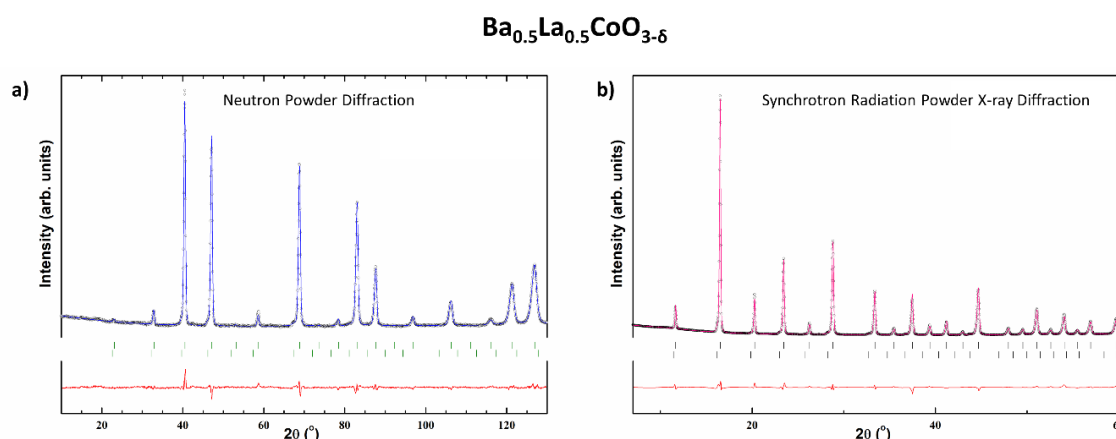 Ba0.5La0.5CoO3-δ
a)
Neutron Powder Diffraction
Intensity (arb. units)
10 20 40 60 80 100 120
2θ (°)
b)
Synchrotron Radiation Powder X-ray Diffraction
Intensity (arb. units)
20 40
2θ (°)